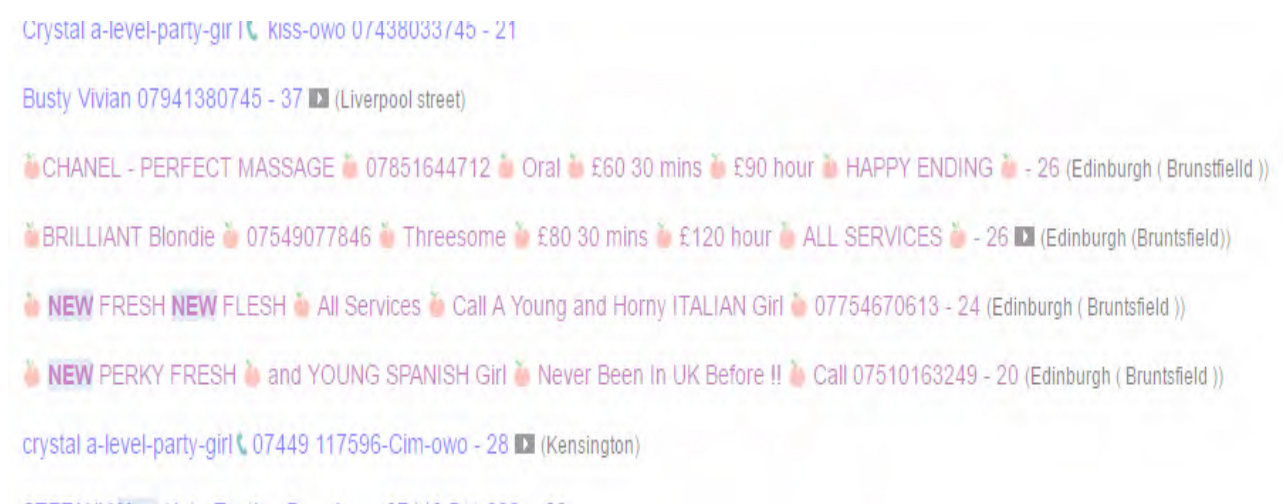 Crystal a-level-party-gir l kiss-owo 07438033745 - 21
Busty Vivian 07941380745 - 37 (Liverpool street)
CHANEL - PERFECT MASSAGE 07851644712 Oral £60 30 mins £90 hour HAPPY ENDING - 26 (Edinburgh ( Brunstfielld ))
BRILLIANT Blondie 07549077846 Threesome £80 30 mins £120 hour ALL SERVICES - 26 (Edinburgh (Bruntsfield))
NEW FRESH NEW FLESH All Services Call A Young and Horny ITALIAN Girl 07754670613 - 24 (Edinburgh ( Bruntsfield ))
NEW PERKY FRESH and YOUNG SPANISH Girl Never Been In UK Before !! Call 07510163249 - 20 (Edinburgh ( Bruntsfield ))
crystal a-level-party-girl 07449 117596-Cim-owo - 28 (Kensington)